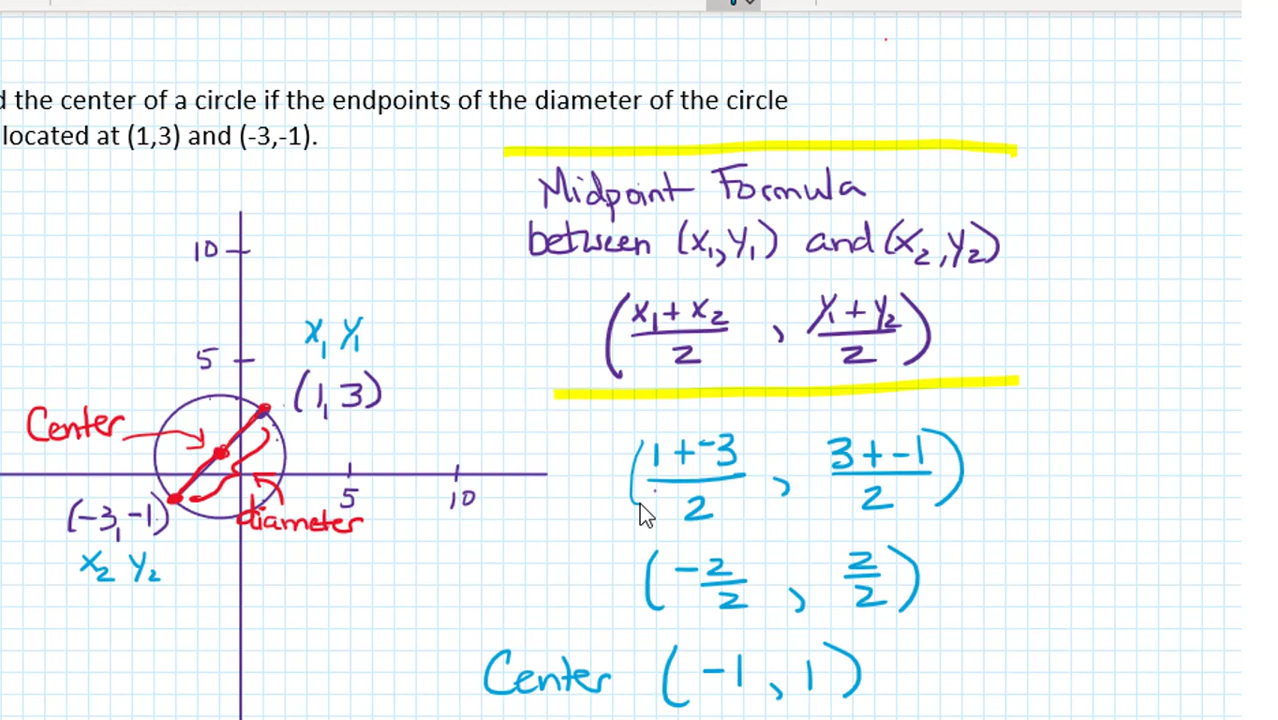 d the center of a circle if the endpoints of the diameter of the circle
located at (1,3) and (-3,-1).
Midpoint Formula
between (x₁,y₁) and (x₂,y₂)
(x₁+x₂/2 , y₁+y₂/2)
10
x₁ y₁
5
(1,3)
Center
5
10
(-3,-1)
diameter
x₂ y₂
(1+-3/2 , 3+-1/2)
(-2/2 , 2/2)
Center (-1,1)